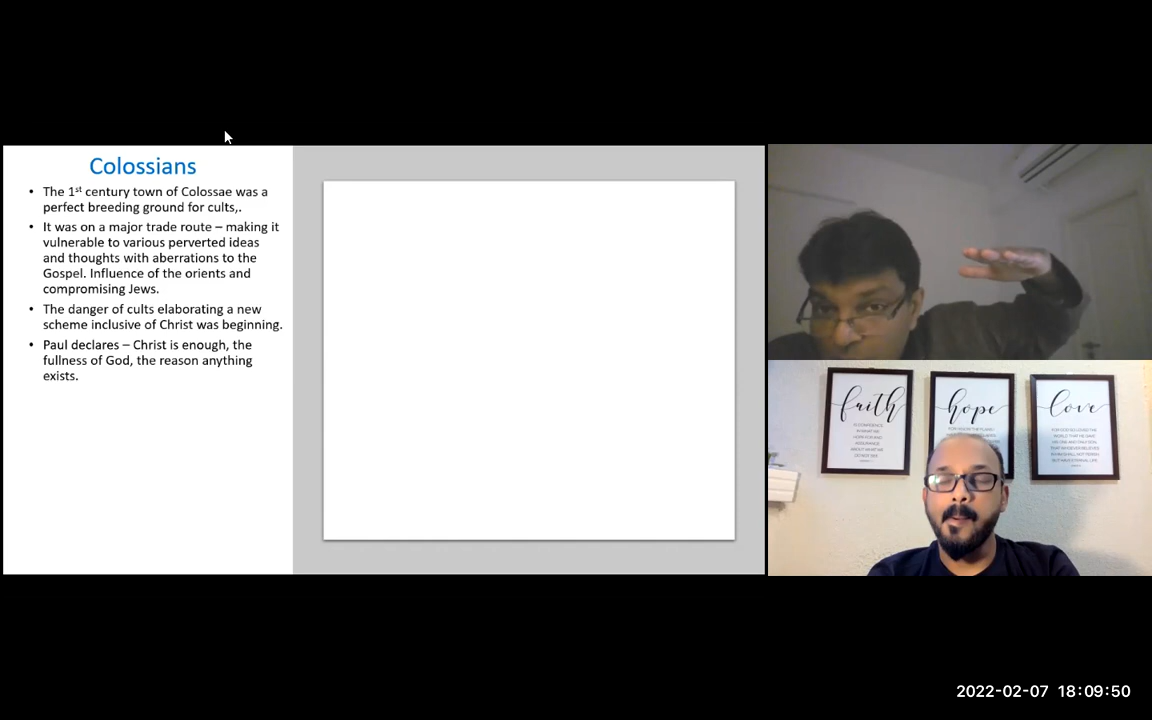 Colossians
• The 1st century town of Colossae was a
perfect breeding ground for cults,.
• It was on a major trade route – making it
vulnerable to various perverted ideas
and thoughts with aberrations to the
Gospel. Influence of the orients and
compromising Jews.
• The danger of cults elaborating a new
scheme inclusive of Christ was beginning.
• Paul declares – Christ is enough, the
fullness of God, the reason anything
exists.
faith
hope
love
2022-02-07 18:09:50